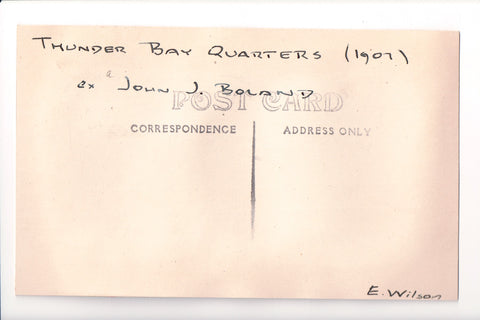 THUNDER BAY QUARTERS (1907)
ex JOHN J. BOLAND
POST CARD
CORRESPONDENCE ADDRESS ONLY
E. Wilson